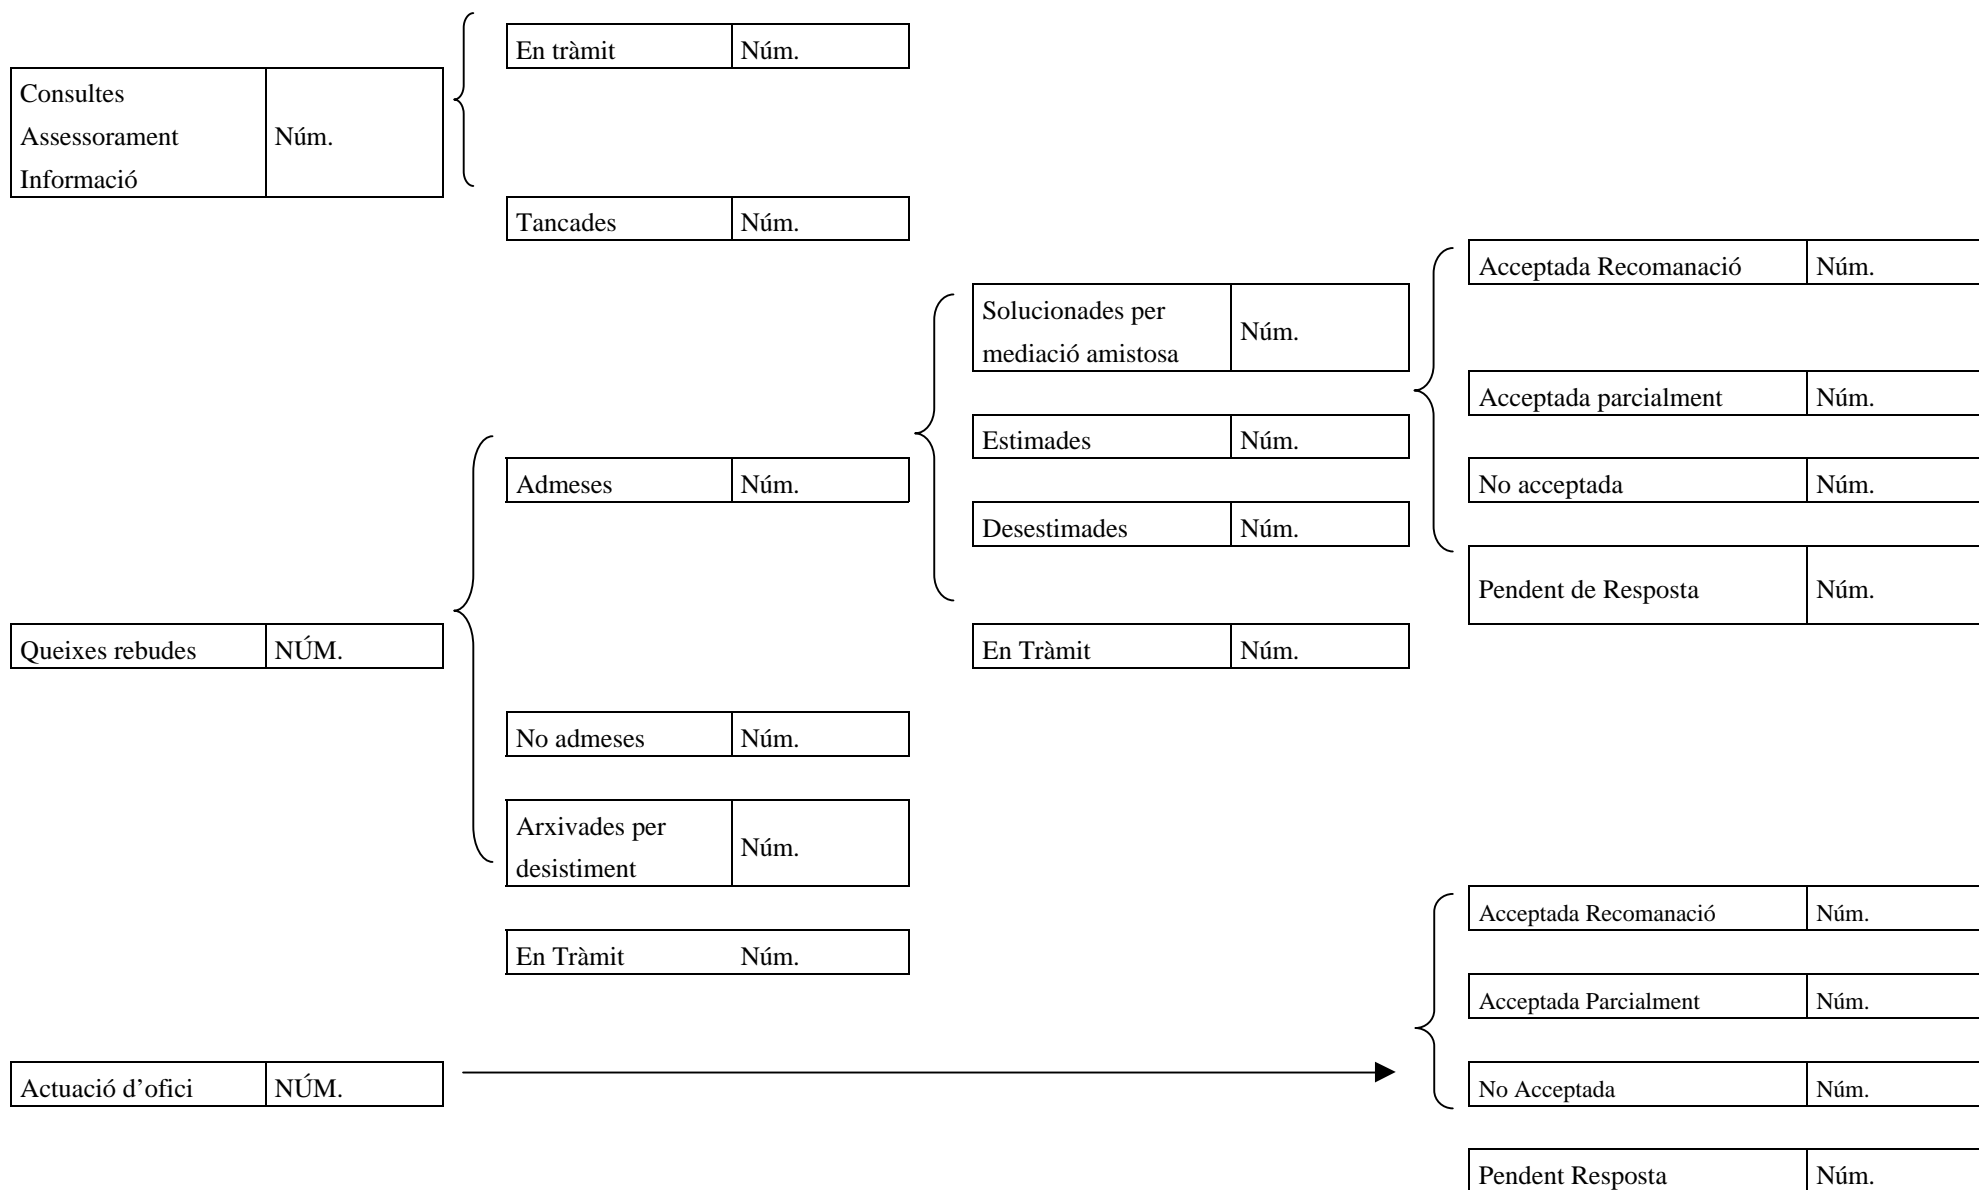 En tràmit Núm.
Consultes
Assessorament Núm.
Informació
Tancades Núm.
Acceptada Recomanació Núm.
Solucionades per
mediació amistosa Núm.
Acceptada parcialment Núm.
Estimades Núm.
Admeses Núm.
No acceptada Núm.
Desestimades Núm.
Pendent de Resposta Núm.
Queixes rebudes NÚM.
En Tràmit Núm.
No admeses Núm.
Arxivades per
desistiment Núm.
Acceptada Recomanació Núm.
En Tràmit Núm.
Acceptada Parcialment Núm.
Actuació d’ofici NÚM.
No Acceptada Núm.
Pendent Resposta Núm.